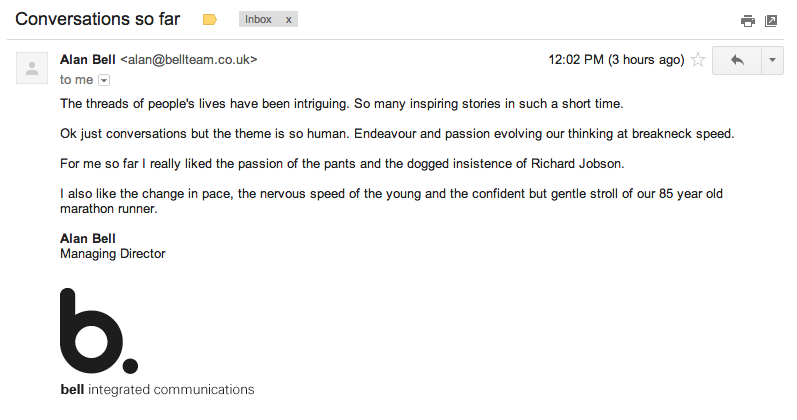 Conversations so far Inbox x
Alan Bell <alan@bellteam.co.uk> 12:02 PM (3 hours ago)
to me
The threads of people's lives have been intriguing. So many inspiring stories in such a short time.
Ok just conversations but the theme is so human. Endeavour and passion evolving our thinking at breakneck speed.
For me so far I really liked the passion of the pants and the dogged insistence of Richard Jobson.
I also like the change in pace, the nervous speed of the young and the confident but gentle stroll of our 85 year old
marathon runner.
Alan Bell
Managing Director
b.
bell integrated communications